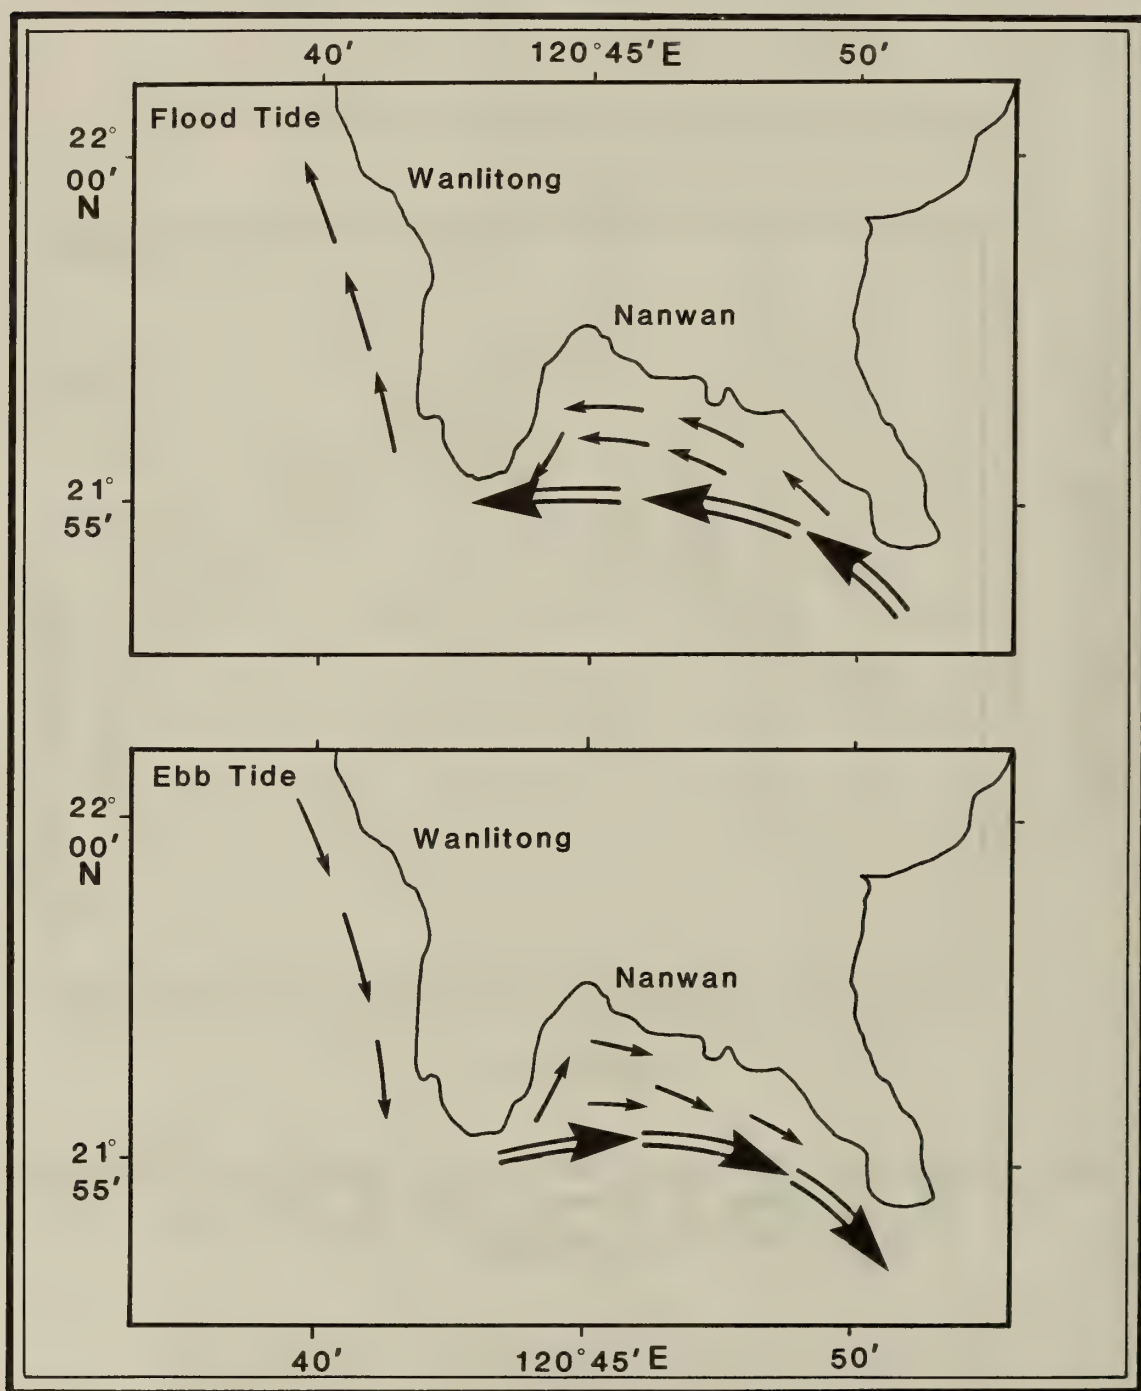 40′ 120°45′E 50′
Flood Tide
22°
00′
N
Wanlitong
Nanwan
21°
55′
Ebb Tide
22°
00′
N
Wanlitong
Nanwan
21°
55′
40′ 120°45′E 50′